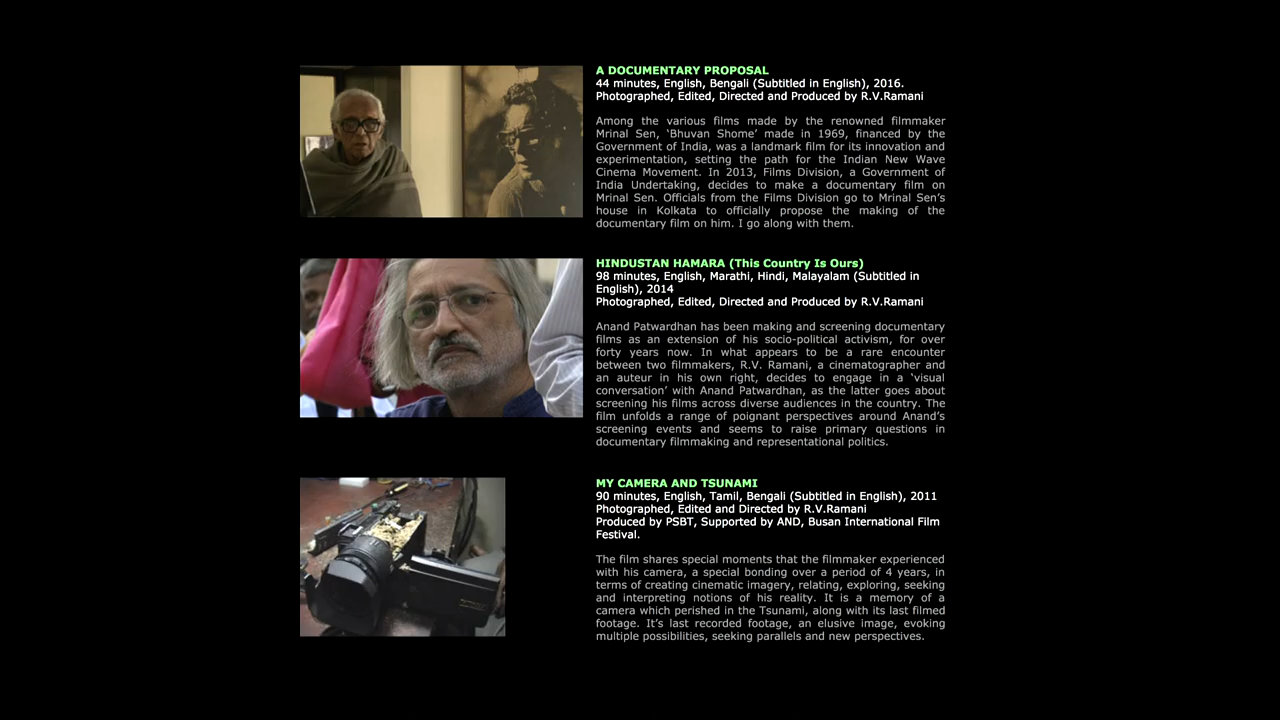 A DOCUMENTARY PROPOSAL
44 minutes, English, Bengali (Subtitled in English), 2016.
Photographed, Edited, Directed and Produced by R.V.Ramani
Among the various films made by the renowned filmmaker
Mrinal Sen, ‘Bhuvan Shome’ made in 1969, financed by the
Government of India, was a landmark film for its innovation and
experimentation, setting the path for the Indian New Wave
Cinema Movement. In 2013, Films Division, a Government of
India Undertaking, decides to make a documentary film on
Mrinal Sen. Officials from the Films Division go to Mrinal Sen’s
house in Kolkata to officially propose the making of the
documentary film on him. I go along with them.
HINDUSTAN HAMARA (This Country Is Ours)
98 minutes, English, Marathi, Hindi, Malayalam (Subtitled in
English), 2014
Photographed, Edited, Directed and Produced by R.V.Ramani
Anand Patwardhan has been making and screening documentary
films as an extension of his socio-political activism, for over
forty years now. In what appears to be a rare encounter
between two filmmakers, R.V. Ramani, a cinematographer and
an auteur in his own right, decides to engage in a ‘visual
conversation’ with Anand Patwardhan, as the latter goes about
screening his films across diverse audiences in the country. The
film unfolds a range of poignant perspectives around Anand’s
screening events and seems to raise primary questions in
documentary filmmaking and representational politics.
MY CAMERA AND TSUNAMI
90 minutes, English, Tamil, Bengali (Subtitled in English), 2011
Photographed, Edited and Directed by R.V.Ramani
Produced by PSBT, Supported by AND, Busan International Film
Festival.
The film shares special moments that the filmmaker experienced
with his camera, a special bonding over a period of 4 years, in
terms of creating cinematic imagery, relating, exploring, seeking
and interpreting notions of his reality. It is a memory of a
camera which perished in the Tsunami, along with its last filmed
footage. It’s last recorded footage, an elusive image, evoking
multiple possibilities, seeking parallels and new perspectives.